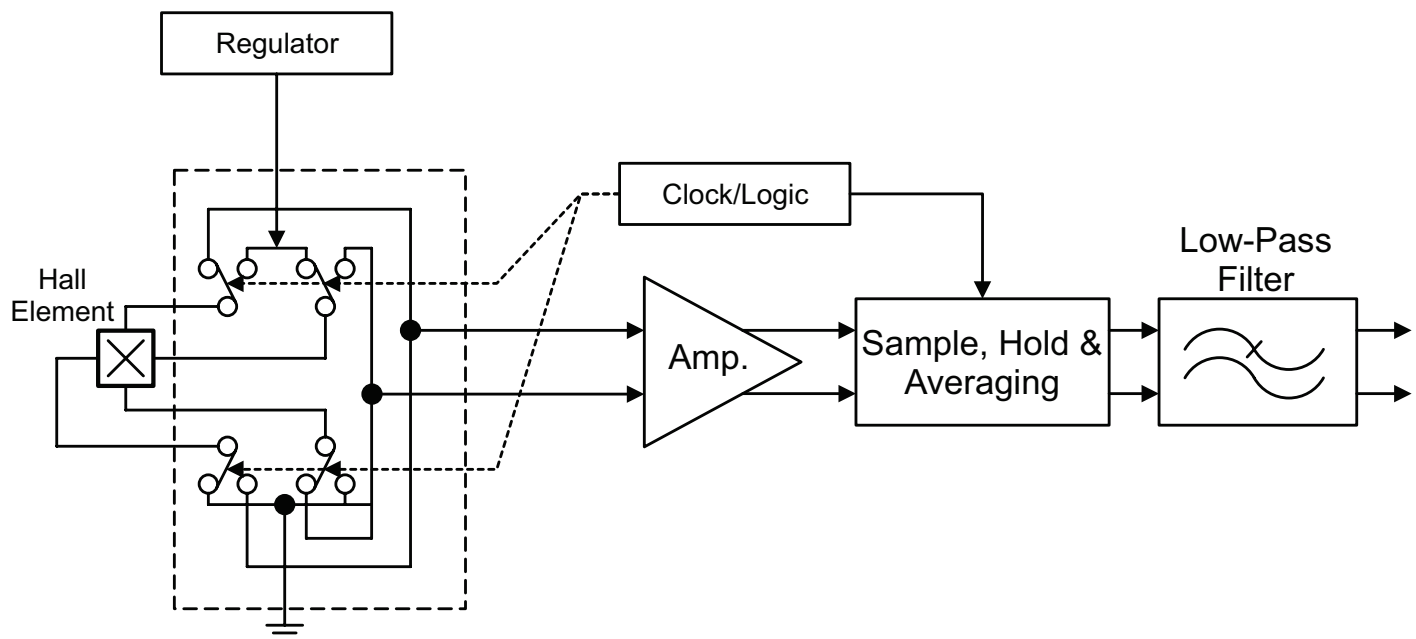 Regulator
Clock/Logic
Low-Pass
Filter
Hall
Element
Amp.
Sample, Hold &
Averaging